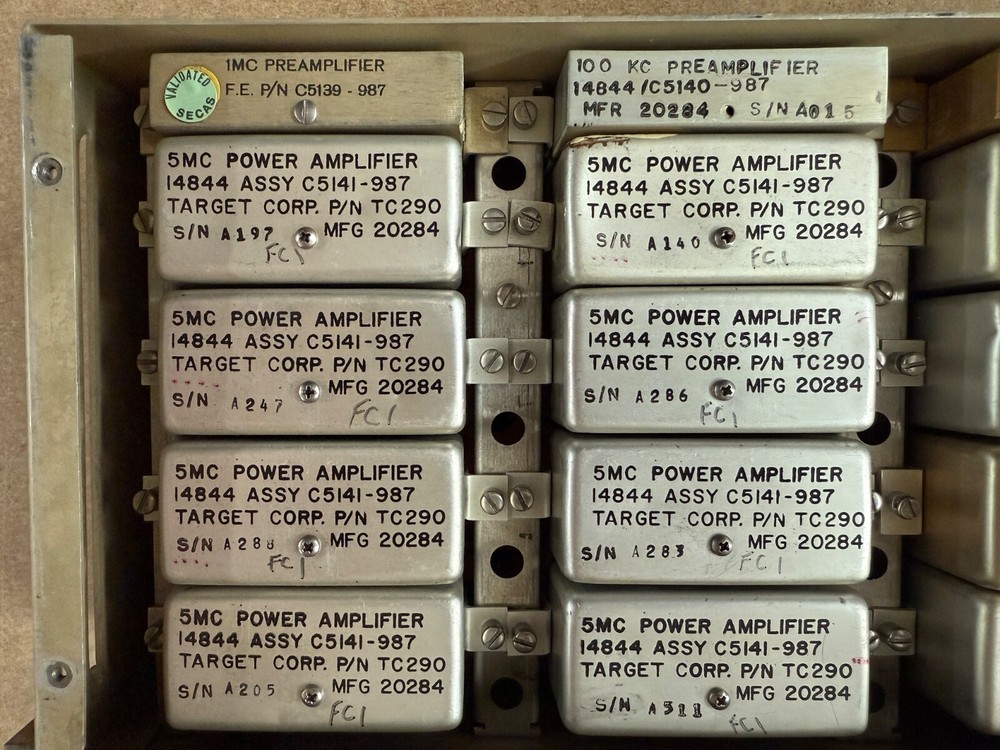 1MC PREAMPLIFIER
F.E. P/N C5139 - 987
VALIDATED
SECAS
100 KC PREAMPLIFIER
14844/C5140-987
MFR 20284 S/N A015
5MC POWER AMPLIFIER
14844 ASSY C5141-987
TARGET CORP. P/N TC290
S/N A197 MFG 20284
FC1
5MC POWER AMPLIFIER
14844 ASSY C5141-987
TARGET CORP. P/N TC290
S/N A140 MFG 20284
FC1
5MC POWER AMPLIFIER
14844 ASSY C5141-987
TARGET CORP. P/N TC290
S/N A247 MFG 20284
FC1
5MC POWER AMPLIFIER
14844 ASSY C5141-987
TARGET CORP. P/N TC290
S/N A286 MFG 20284
FC1
5MC POWER AMPLIFIER
14844 ASSY C5141-987
TARGET CORP. P/N TC290
S/N A288 MFG 20284
FC1
5MC POWER AMPLIFIER
14844 ASSY C5141-987
TARGET CORP. P/N TC290
S/N A283 MFG 20284
FC1
5MC POWER AMPLIFIER
14844 ASSY C5141-987
TARGET CORP. P/N TC290
S/N A205 MFG 20284
FC1
5MC POWER AMPLIFIER
14844 ASSY C5141-987
TARGET CORP. P/N TC290
S/N A311 MFG 20284
FC1